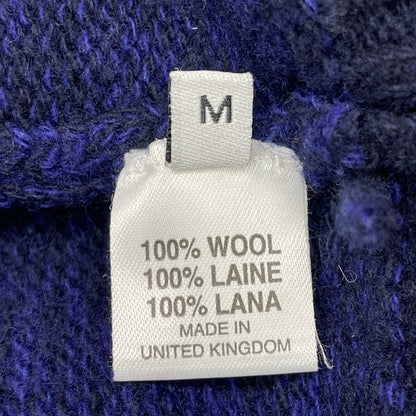 M
100% WOOL
100% LAINE
100% LANA
MADE IN
UNITED KINGDOM